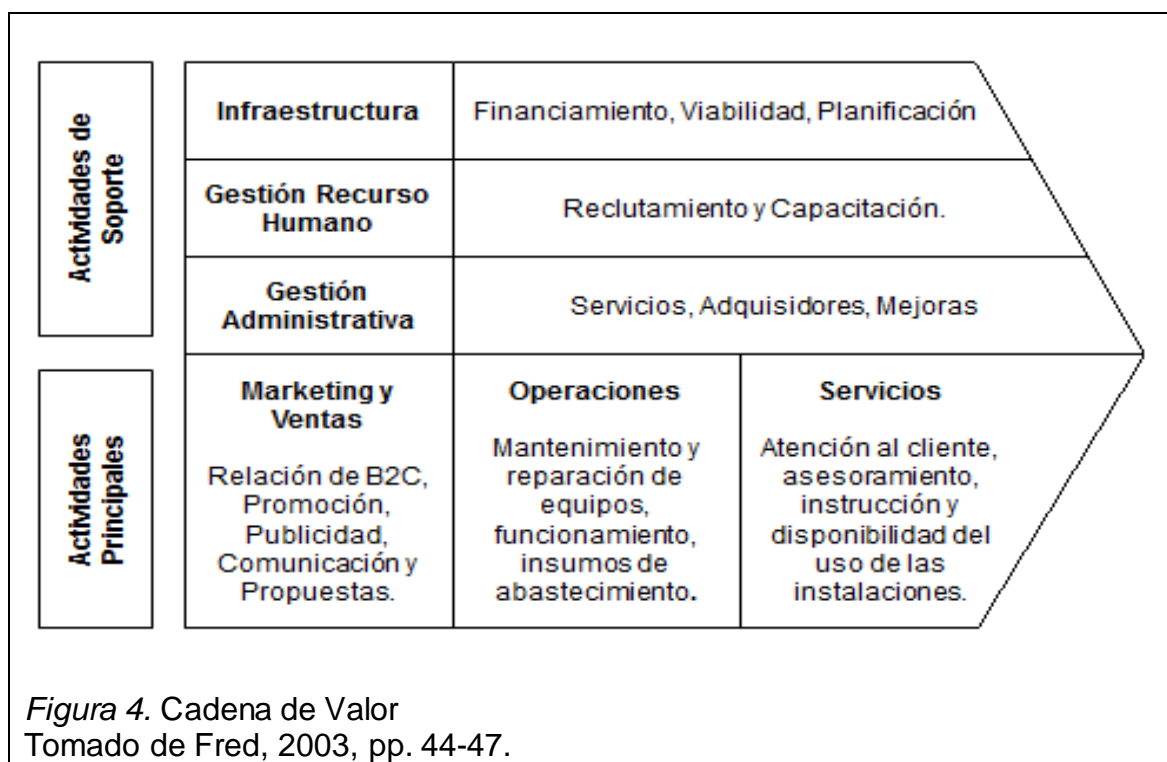 Actividades de
Soporte
Infraestructura
Financiamiento, Viabilidad, Planificación
Gestión Recurso
Humano
Reclutamiento y Capacitación.
Gestión
Administrativa
Servicios, Adquisidores, Mejoras
Actividades
Principales
Marketing y
Ventas
Relación de B2C,
Promoción,
Publicidad,
Comunicación y
Propuestas.
Operaciones
Mantenimiento y
reparación de
equipos,
funcionamiento,
insumos de
abastecimiento.
Servicios
Atención al cliente,
asesoramiento,
instrucción y
disponibilidad del
uso de las
instalaciones.
Figura 4. Cadena de Valor
Tomado de Fred, 2003, pp. 44-47.